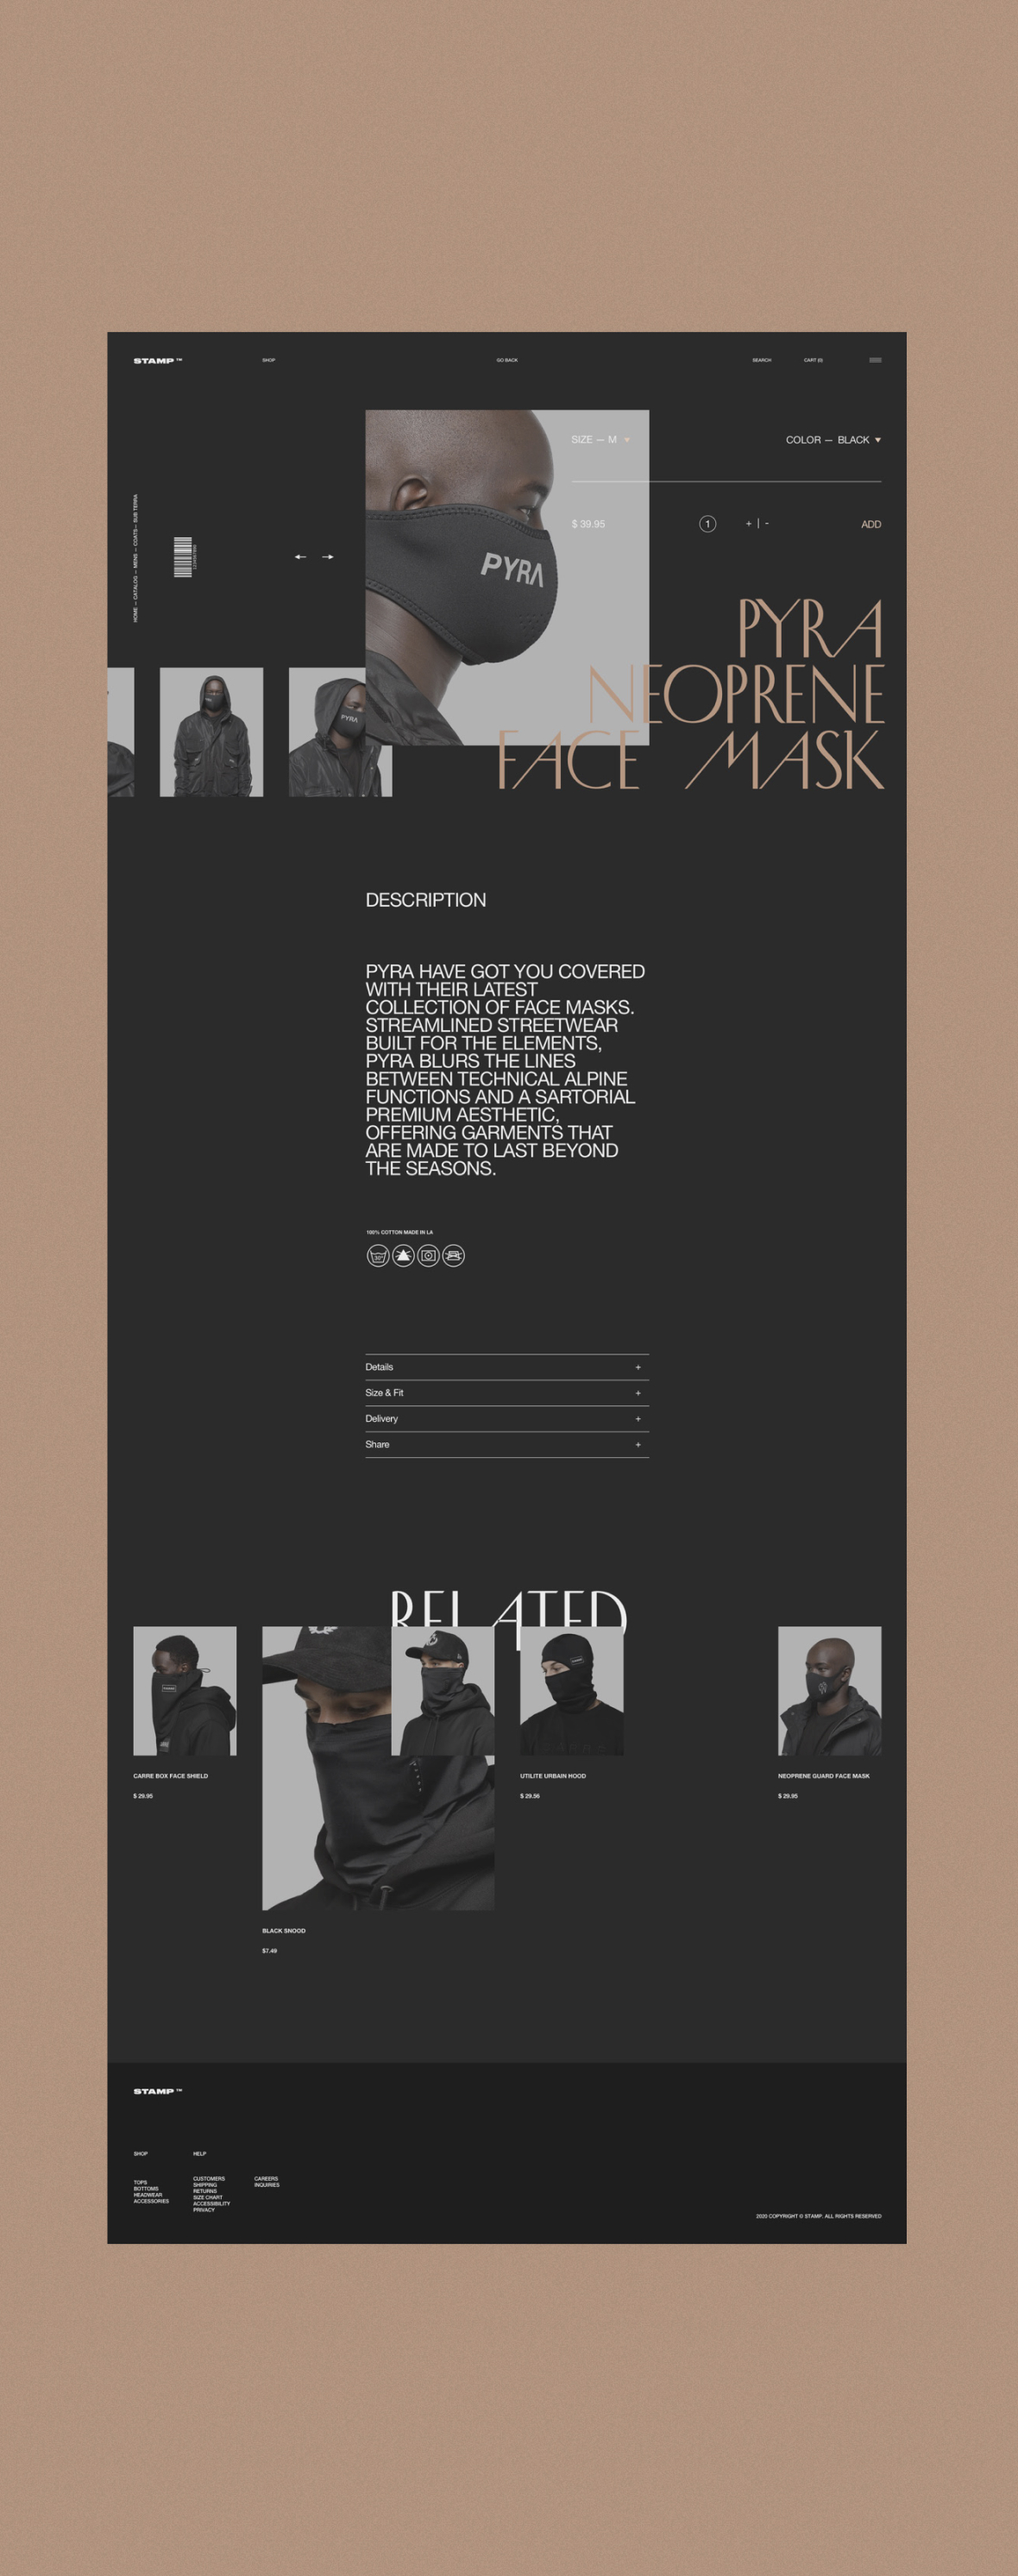 STAMP ™
SHOP
GO BACK
SEARCH
CART (0)
SIZE — M
COLOR — BLACK
$ 39.95
1
+ | -
ADD
HOME — CATALOG — MENS — COATS — SUB TERRA
PYRA
PYRA
PYRA
NEOPRENE
FACE MASK
DESCRIPTION
PYRA HAVE GOT YOU COVERED
WITH THEIR LATEST
COLLECTION OF FACE MASKS.
STREAMLINED STREETWEAR
BUILT FOR THE ELEMENTS,
PYRA BLURS THE LINES
BETWEEN TECHNICAL ALPINE
FUNCTIONS AND A SARTORIAL
PREMIUM AESTHETIC,
OFFERING GARMENTS THAT
ARE MADE TO LAST BEYOND
THE SEASONS.
100% COTTON MADE IN LA
Details +
Size & Fit +
Delivery +
Share +
RELATED
CARRE BOX FACE SHIELD
$ 29.95
UTILITE URBAIN HOOD
$ 29.56
NEOPRENE GUARD FACE MASK
$ 29.95
BLACK SNOOD
$7.49
STAMP ™
SHOP
TOPS
BOTTOMS
HEADWEAR
ACCESSORIES
HELP
CUSTOMERS
SHIPPING
RETURNS
SIZE CHART
ACCESSIBILITY
PRIVACY
CAREERS
INQUIRIES
2020 COPYRIGHT © STAMP. ALL RIGHTS RESERVED